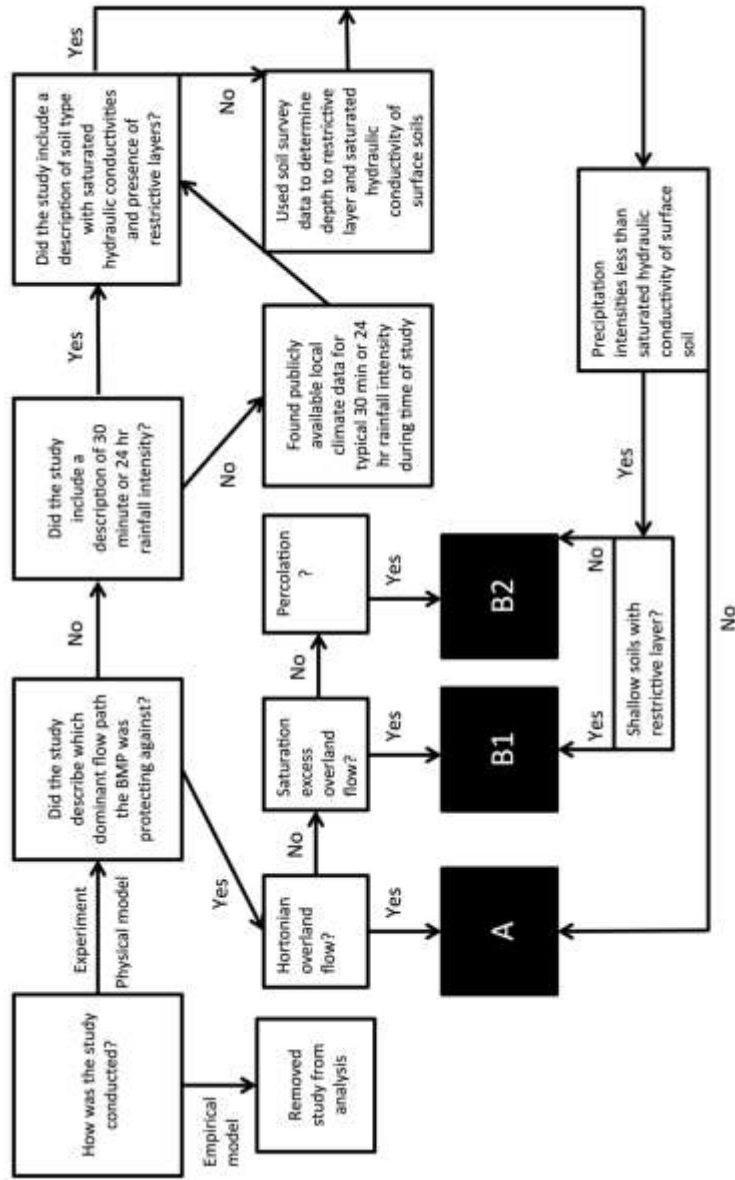 How was the study
conducted?
Experiment
Physical model
Empirical
model
Removed
study from
analysis
Did the study
describe which
dominant flow path
the BMP was
protecting against?
No
Yes
Did the study
include a
description of 30
minute or 24 hr
rainfall intensity?
Yes
No
Did the study include a
description of soil type
with saturated
hydraulic conductivities
and presence of
restrictive layers?
Yes
No
Hortonian
overland
flow?
No
Yes
Saturation
excess
overland
flow?
No
Yes
Percolation
?
Yes
Found publicly
available local
climate data for
typical 30 min or 24
hr rainfall intensity
during time of study
Used soil survey
data to determine
depth to restrictive
layer and saturated
hydraulic
conductivity of
surface soils
A
B1
B2
Yes
No
Shallow soils with
restrictive layer?
Yes
Precipitation
intensities less than
saturated hydraulic
conductivity of surface
soil
No